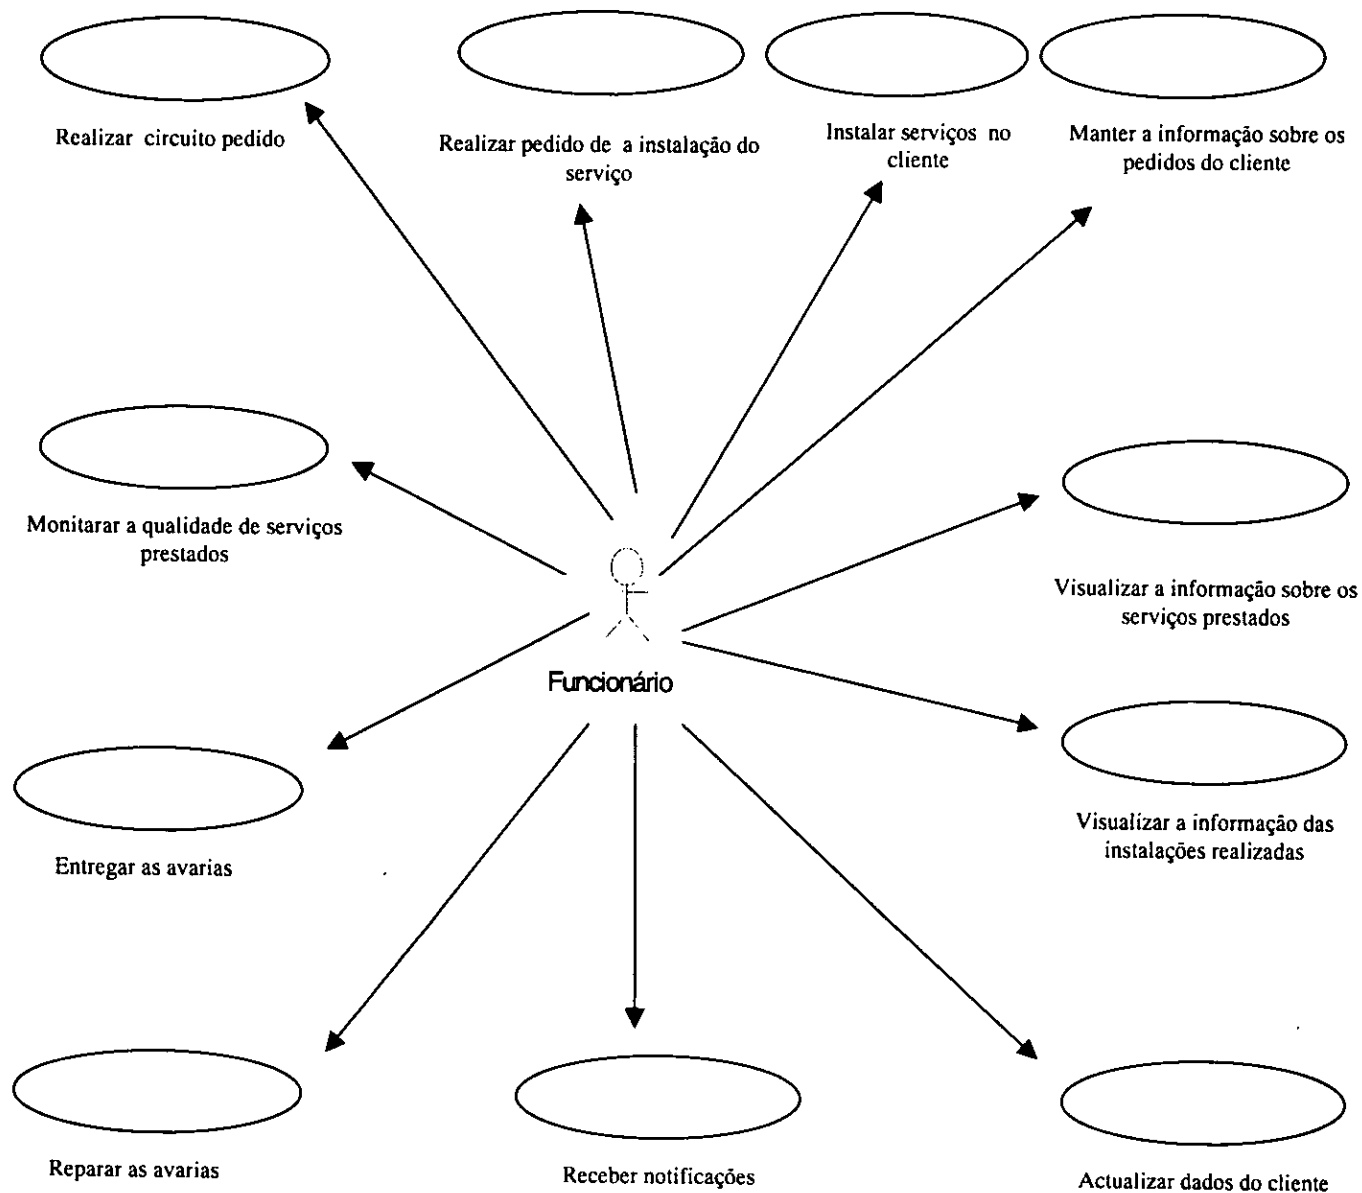 Realizar circuito pedido
Realizar pedido de a instalação do
serviço
Instalar serviços no
cliente
Manter a informação sobre os
pedidos do cliente
Monitarar a qualidade de serviços
prestados
Visualizar a informação sobre os
serviços prestados
Funcionário
Visualizar a informação das
instalações realizadas
Entregar as avarias
Reparar as avarias
Receber notificações
Actualizar dados do cliente